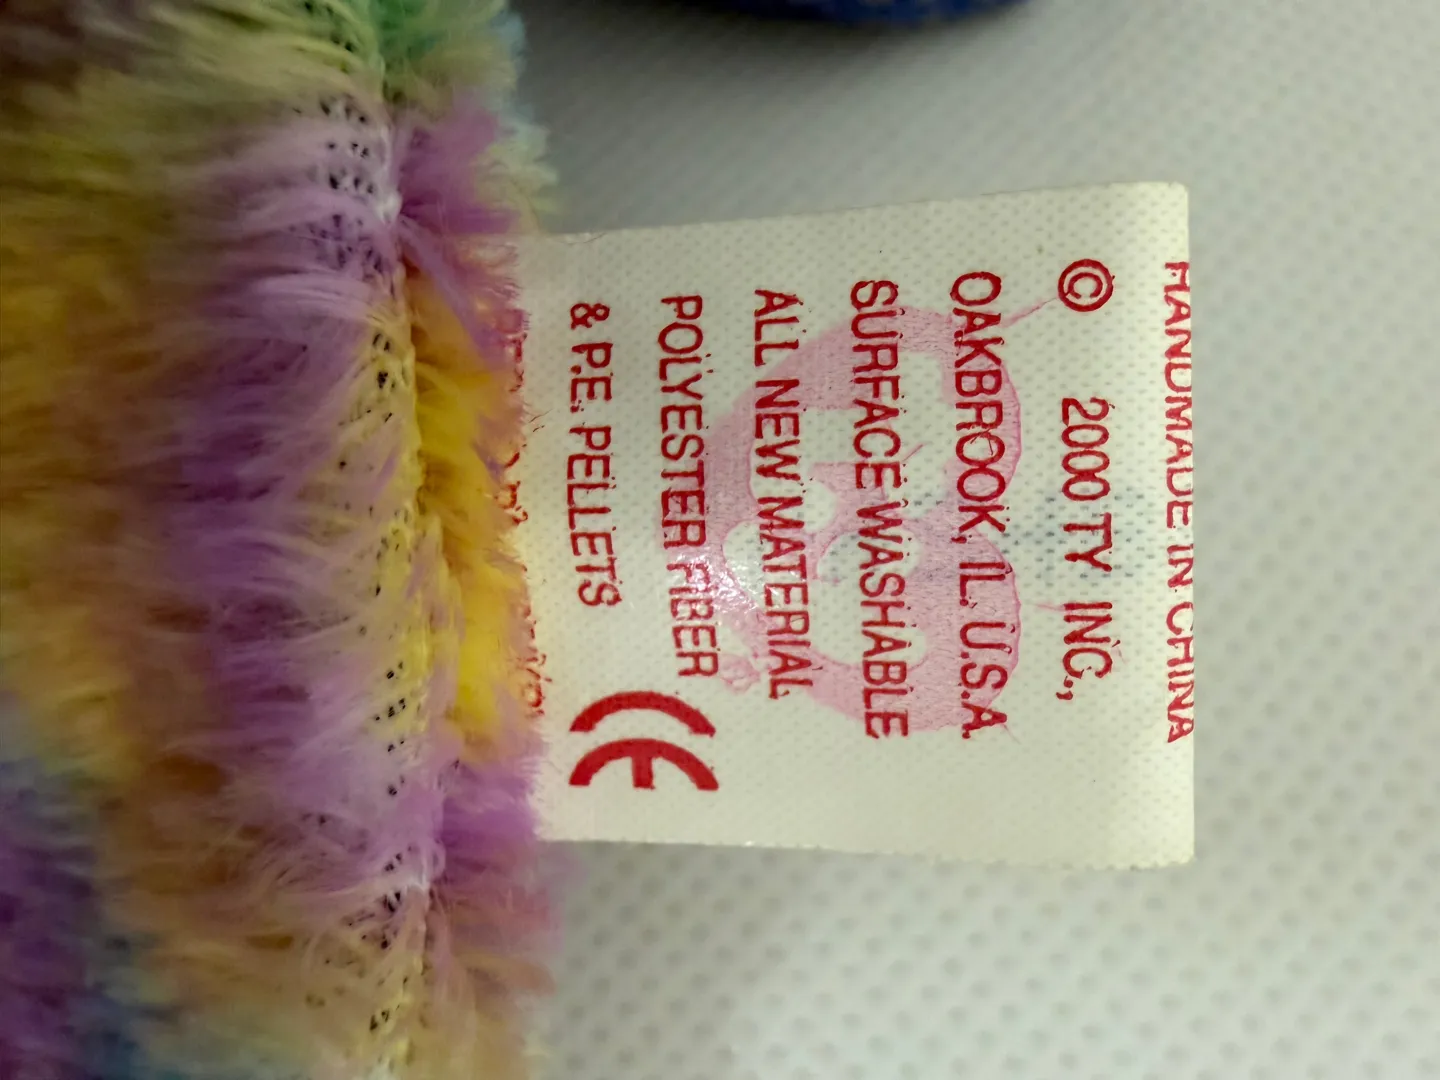 HANDMADE IN CHINA
© 2000 TY INC.,
OAKBROOK, IL. U.S.A.
SURFACE WASHABLE
ALL NEW MATERIAL
POLYESTER FIBER
& P.E. PELLETS
CE